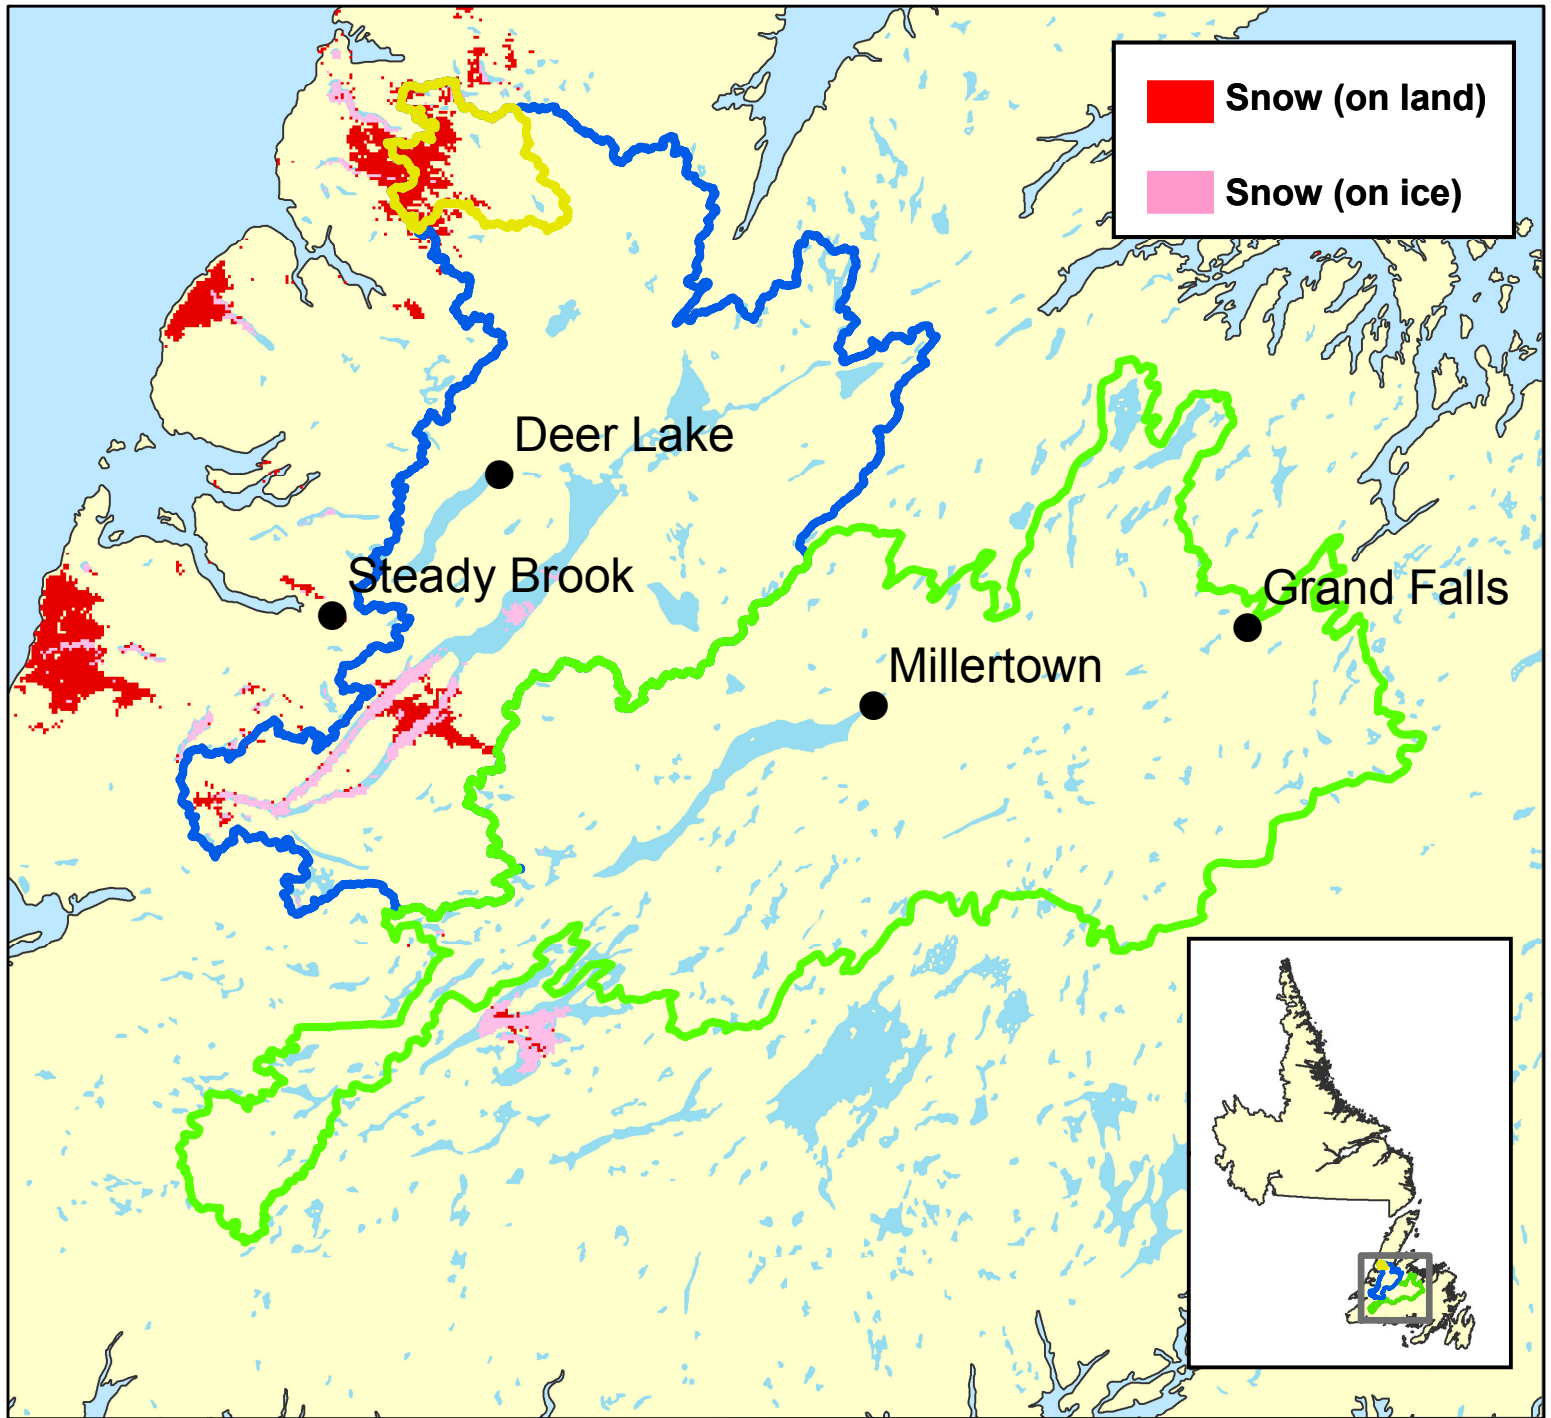 Snow (on land)
Snow (on ice)
Deer Lake
Steady Brook
Grand Falls
Millertown